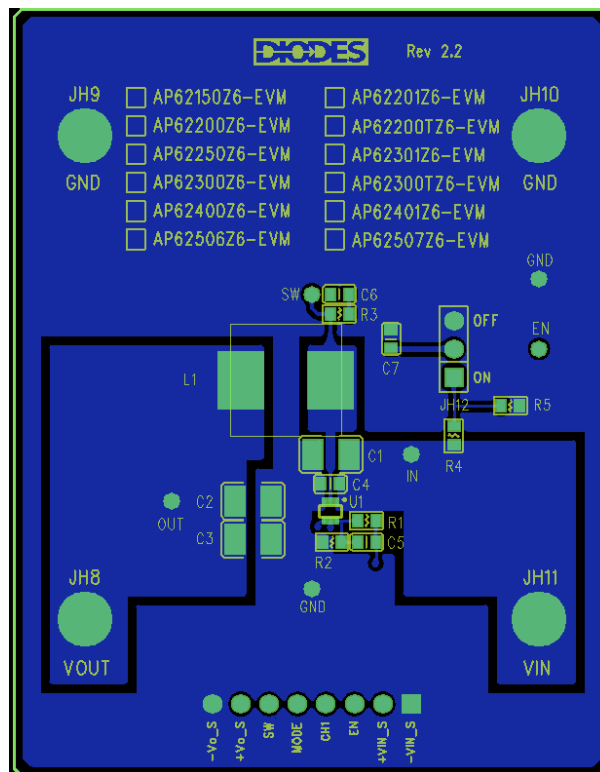 DIODES Rev 2.2
JH9 JH10
AP62150Z6-EVM AP62201Z6-EVM
AP62200Z6-EVM AP62200TZ6-EVM
AP62250Z6-EVM AP62301Z6-EVM
GND AP62300Z6-EVM AP62300TZ6-EVM GND
AP62400Z6-EVM AP62401Z6-EVM
AP62506Z6-EVM AP62507Z6-EVM
GND
SW C6
R3 OFF
EN
C7
L1 ON
JH12 R5
C1 R4
IN
C4
C2 U1
OUT
R1
C3 C5
R2
JH8 JH11
GND
VOUT VIN
-Vo_S +Vo_S SW MODE CH1 EN +VIN_S -VIN_S